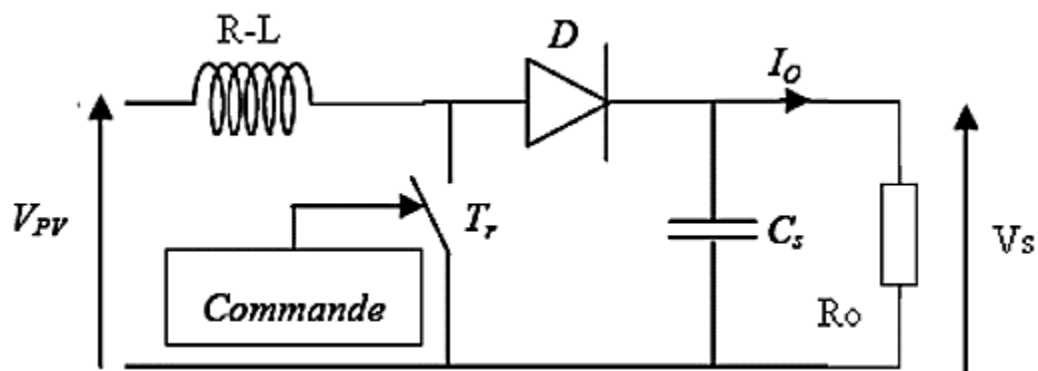 R-L
D
I_O
V_PV
T_r
C_s
Vs
Commande
Ro